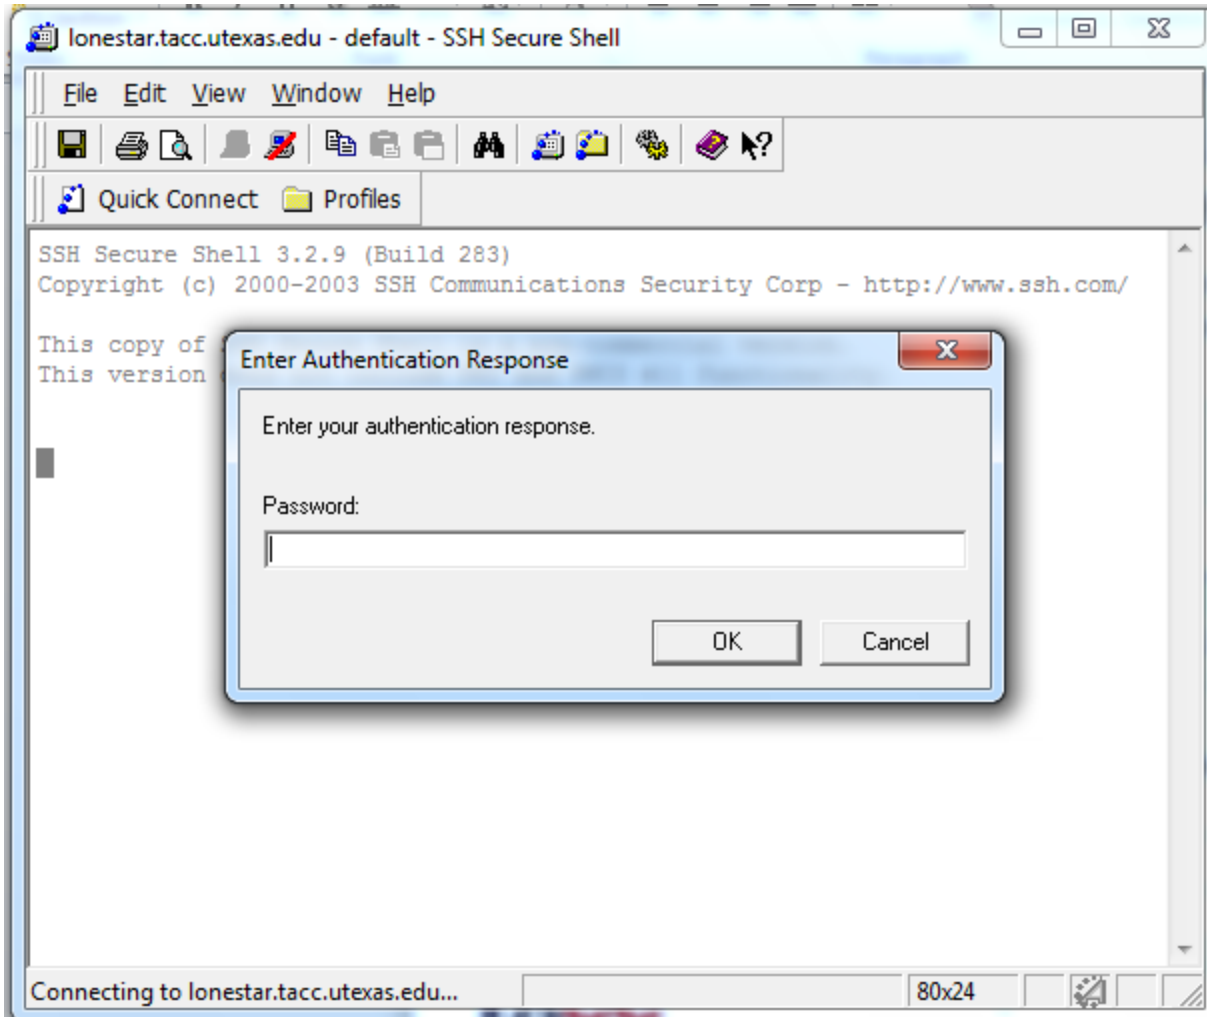 lonestar.tacc.utexas.edu - default - SSH Secure Shell
File Edit View Window Help
Quick Connect Profiles
SSH Secure Shell 3.2.9 (Build 283)
Copyright (c) 2000-2003 SSH Communications Security Corp - http://www.ssh.com/
This copy of
This version
Enter Authentication Response
Enter your authentication response.
Password:
OK Cancel
Connecting to lonestar.tacc.utexas.edu... 80x24